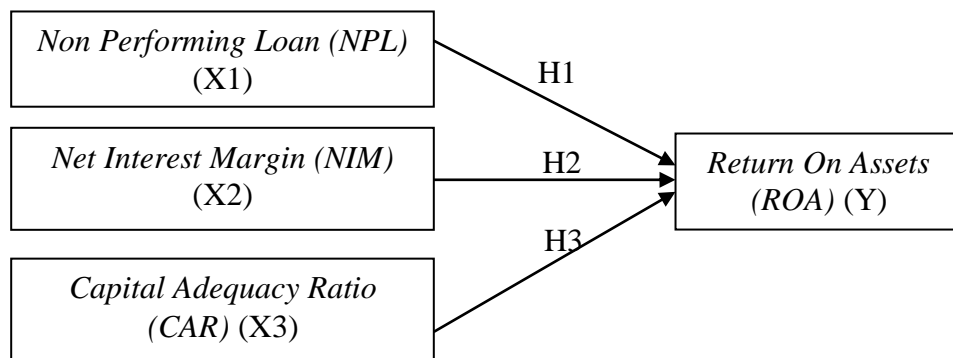 Non Performing Loan (NPL)
(X1)
H1
Net Interest Margin (NIM)
(X2)
H2
Return On Assets
(ROA) (Y)
H3
Capital Adequacy Ratio
(CAR) (X3)